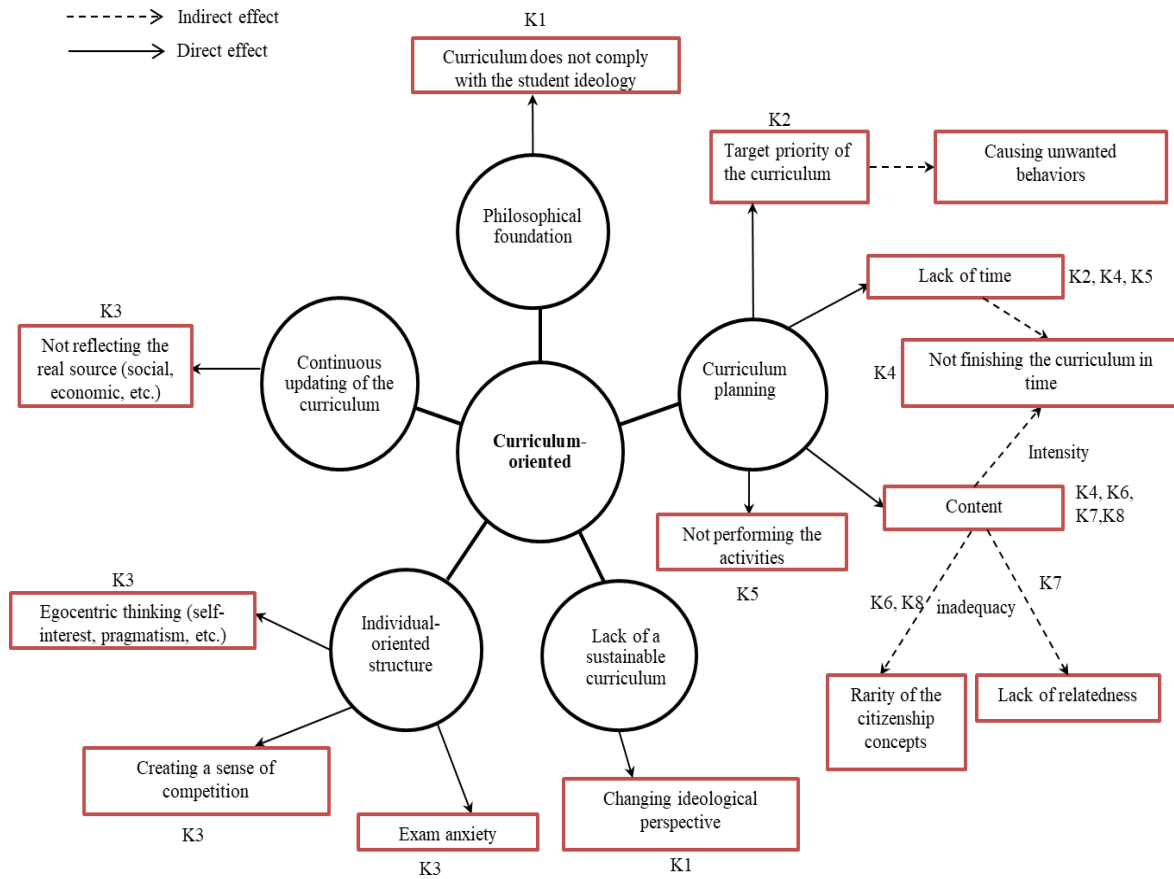 Indirect effect
Direct effect
K1
Curriculum does not comply
with the student ideology
K2
Target priority of
the curriculum
Causing unwanted
behaviors
Philosophical
foundation
Lack of time
K2, K4, K5
K3
Not reflecting the
real source (social,
economic, etc.)
Continuous
updating of the
curriculum
Curriculum
planning
K4
Not finishing the curriculum in
time
Curriculum-
oriented
Intensity
Content
K4, K6,
K7,K8
Not performing the
activities
K5
K3
Egocentric thinking (self-
interest, pragmatism, etc.)
Individual-
oriented
structure
Lack of a
sustainable
curriculum
K6, K8
inadequacy
K7
Rarity of the
citizenship
concepts
Lack of relatedness
Creating a sense of
competition
K3
Exam anxiety
K3
Changing ideological
perspective
K1